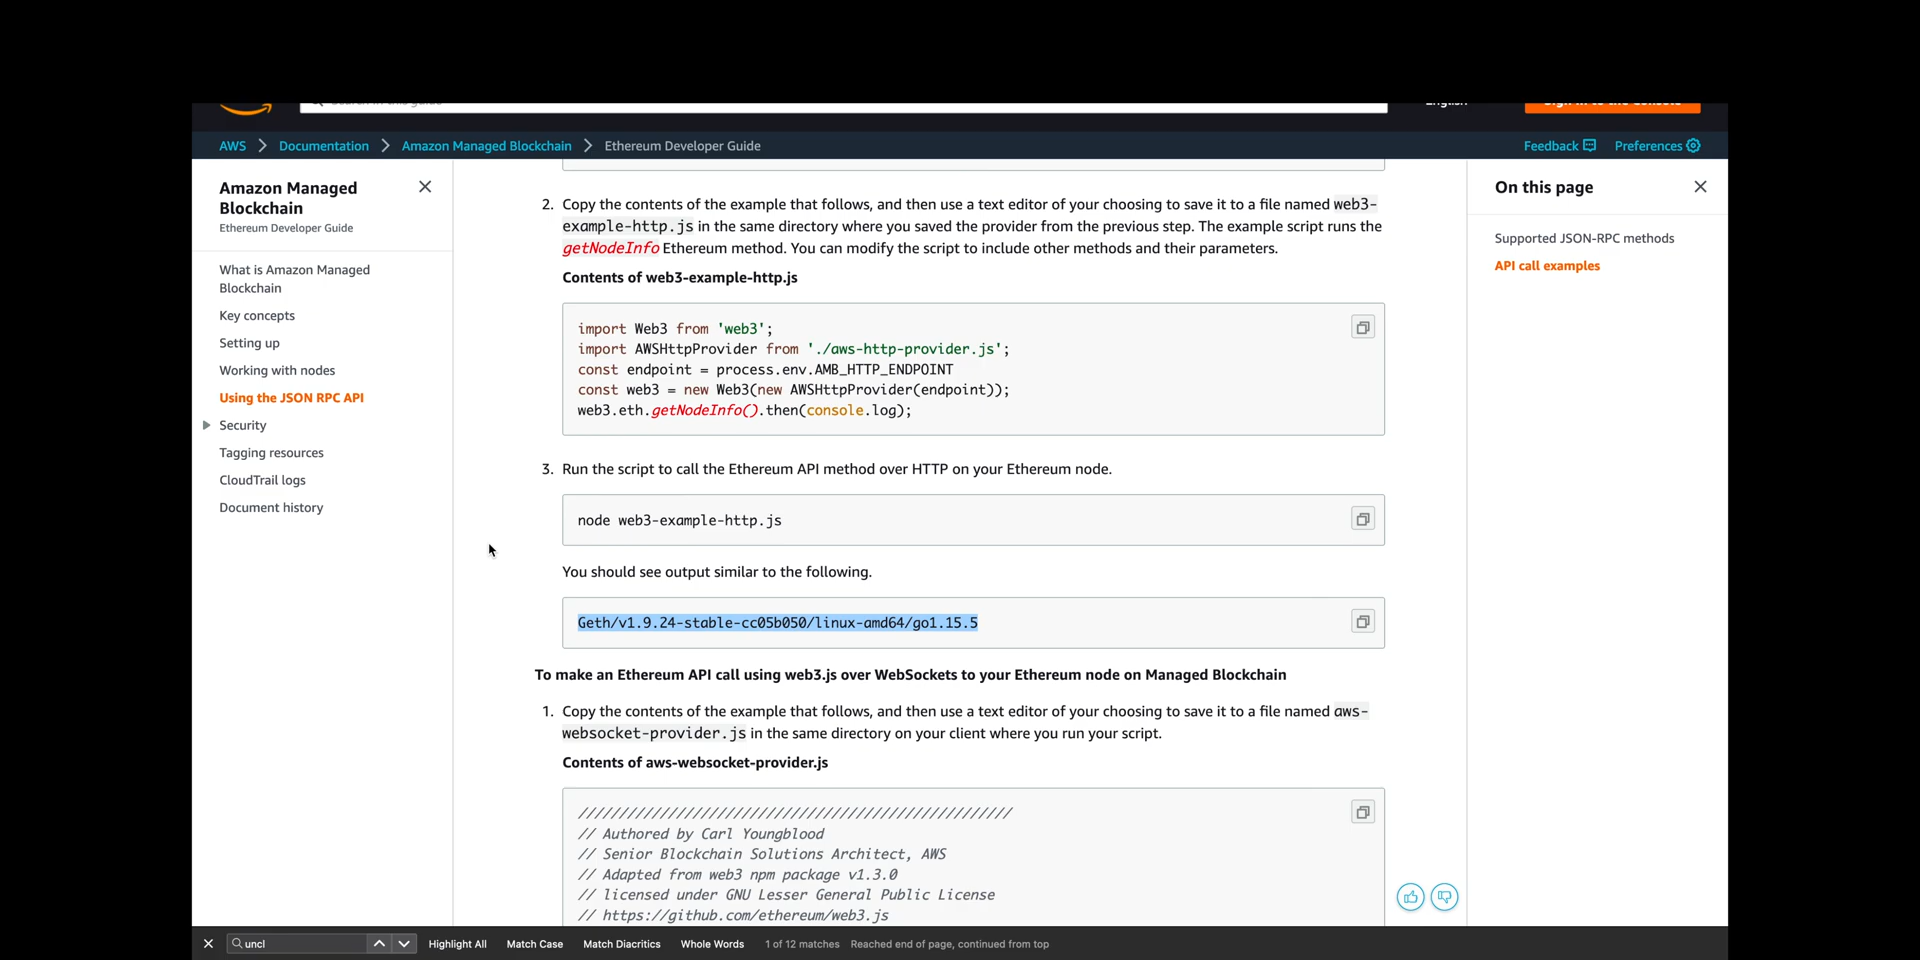 AWS > Documentation > Amazon Managed Blockchain > Ethereum Developer Guide
Feedback
Preferences
Amazon Managed
Blockchain
Ethereum Developer Guide
What is Amazon Managed
Blockchain
Key concepts
Setting up
Working with nodes
Using the JSON RPC API
Security
Tagging resources
CloudTrail logs
Document history
2. Copy the contents of the example that follows, and then use a text editor of your choosing to save it to a file named web3-
example-http.js in the same directory where you saved the provider from the previous step. The example script runs the
getNodeInfo Ethereum method. You can modify the script to include other methods and their parameters.
Contents of web3-example-http.js
import Web3 from 'web3';
import AWSHttpProvider from './aws-http-provider.js';
const endpoint = process.env.AMB_HTTP_ENDPOINT
const web3 = new Web3(new AWSHttpProvider(endpoint));
web3.eth.getNodeInfo().then(console.log);
3. Run the script to call the Ethereum API method over HTTP on your Ethereum node.
node web3-example-http.js
You should see output similar to the following.
Geth/v1.9.24-stable-cc05b050/linux-amd64/go1.15.5
To make an Ethereum API call using web3.js over WebSockets to your Ethereum node on Managed Blockchain
1. Copy the contents of the example that follows, and then use a text editor of your choosing to save it to a file named aws-
websocket-provider.js in the same directory on your client where you run your script.
Contents of aws-websocket-provider.js
/////////////////////////////////////////////////////
// Authored by Carl Youngblood
// Senior Blockchain Solutions Architect, AWS
// Adapted from web3 npm package v1.3.0
// licensed under GNU Lesser General Public License
// https://github.com/ethereum/web3.js
On this page
Supported JSON-RPC methods
API call examples
uncl
Highlight All
Match Case
Match Diacritics
Whole Words
1 of 12 matches
Reached end of page, continued from top